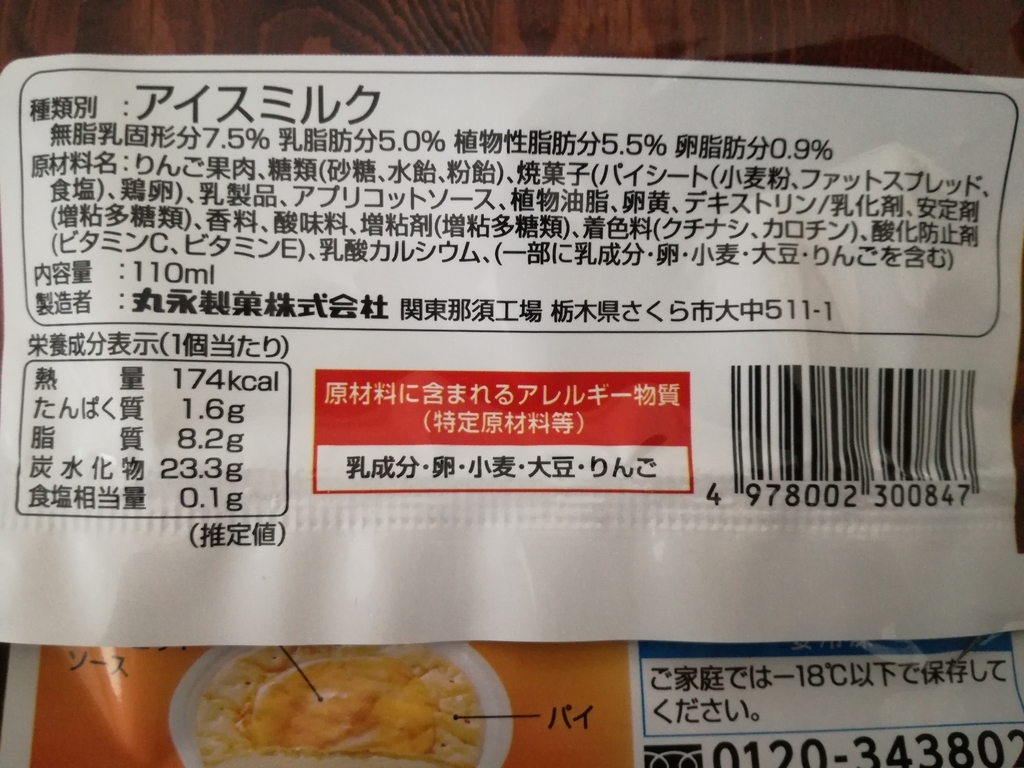 種類別 :アイスミルク
無脂乳固形分7.5% 乳脂肪分5.0% 植物性脂肪分5.5% 卵脂肪分0.9%
原材料名:りんご果肉、糖類(砂糖、水飴、粉飴)、焼菓子(パイシート(小麦粉、ファットスプレッド、
食塩)、鶏卵)、乳製品、アプリコットソース、植物油脂、卵黄、デキストリン/乳化剤、安定剤
(増粘多糖類)、香料、酸味料、増粘剤(増粘多糖類)、着色料(クチナシ、カロチン)、酸化防止剤
(ビタミンC、ビタミンE)、乳酸カルシウム、(一部に乳成分・卵・小麦・大豆・りんごを含む)
内容量 :110ml
製造者 :丸永製菓株式会社 関東那須工場 栃木県さくら市大中511-1
栄養成分表示(1個当たり)
熱量 174kcal
たんぱく質 1.6g
脂質 8.2g
炭水化物 23.3g
食塩相当量 0.1g
(推定値)
原材料に含まれるアレルギー物質
(特定原材料等)
乳成分・卵・小麦・大豆・りんご
4 978002 300847
ソース
パイ
ご家庭では-18℃以下で保存して
ください。
0120-343802